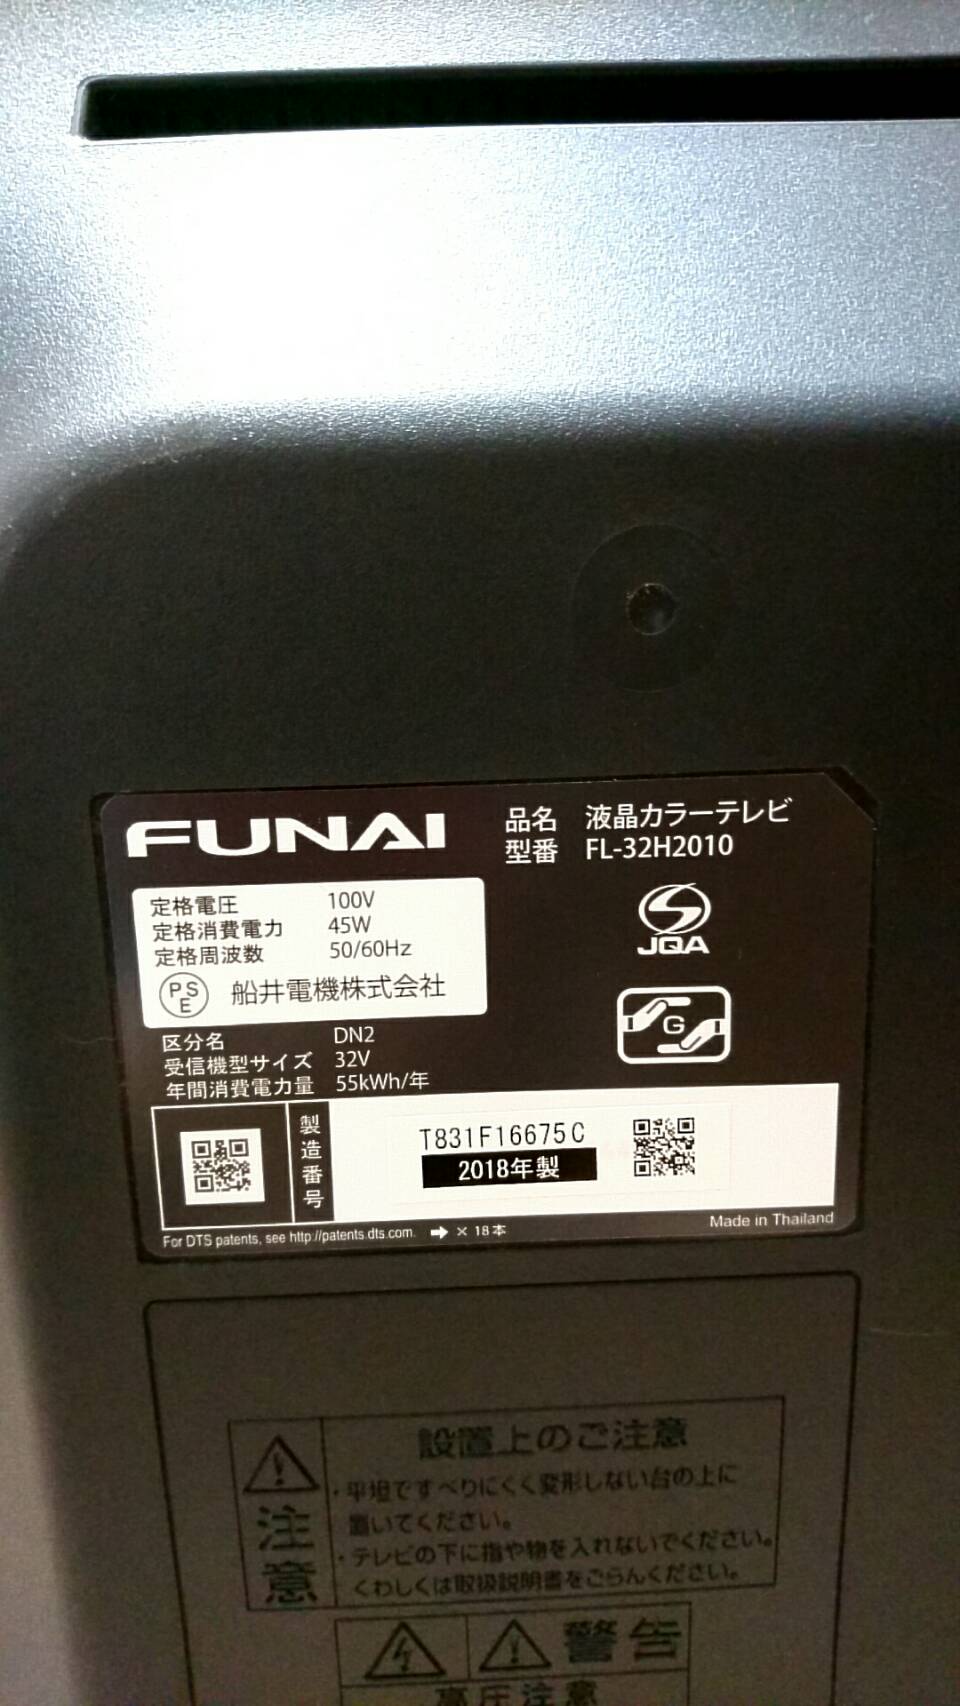 FUNAI
品名 液晶カラーテレビ
型番 FL-32H2010
定格電圧 100V
定格消費電力 45W
定格周波数 50/60Hz
PSE 船井電機株式会社
JQA
G
区分名 DN2
受信機型サイズ 32V
年間消費電力量 55kWh/年
製造番号
T831F16675C
2018年製
For DTS patents, see http://patents.dts.com. ➡ × 18本
Made in Thailand
注意
設置上のご注意
・平坦ですべりにくく変形しない台の上に
置いてください。
・テレビの下に指や物を入れないでください。
くわしくは取扱説明書をごらんください。
警告
高圧注意